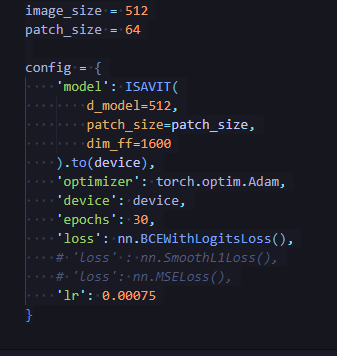 image_size = 512
patch_size = 64

config = {
    'model': ISAVIT(
        d_model=512,
        patch_size=patch_size,
        dim_ff=1600
    ).to(device),
    'optimizer': torch.optim.Adam,
    'device': device,
    'epochs': 30,
    'loss': nn.BCEWithLogitsLoss(),
    # 'loss' : nn.SmoothL1Loss(),
    # 'loss': nn.MSELoss(),
    'lr': 0.00075
}